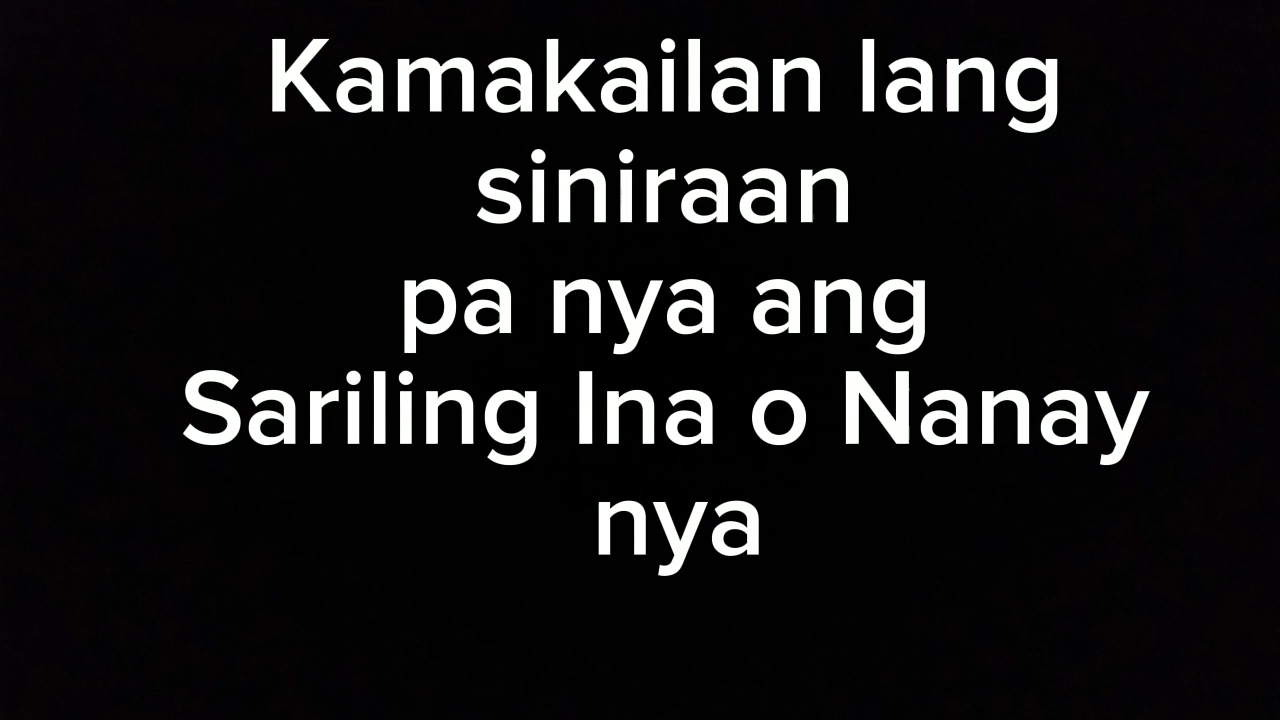 Kamakailan lang
siniraan
pa nya ang
Sariling Ina o Nanay
nya